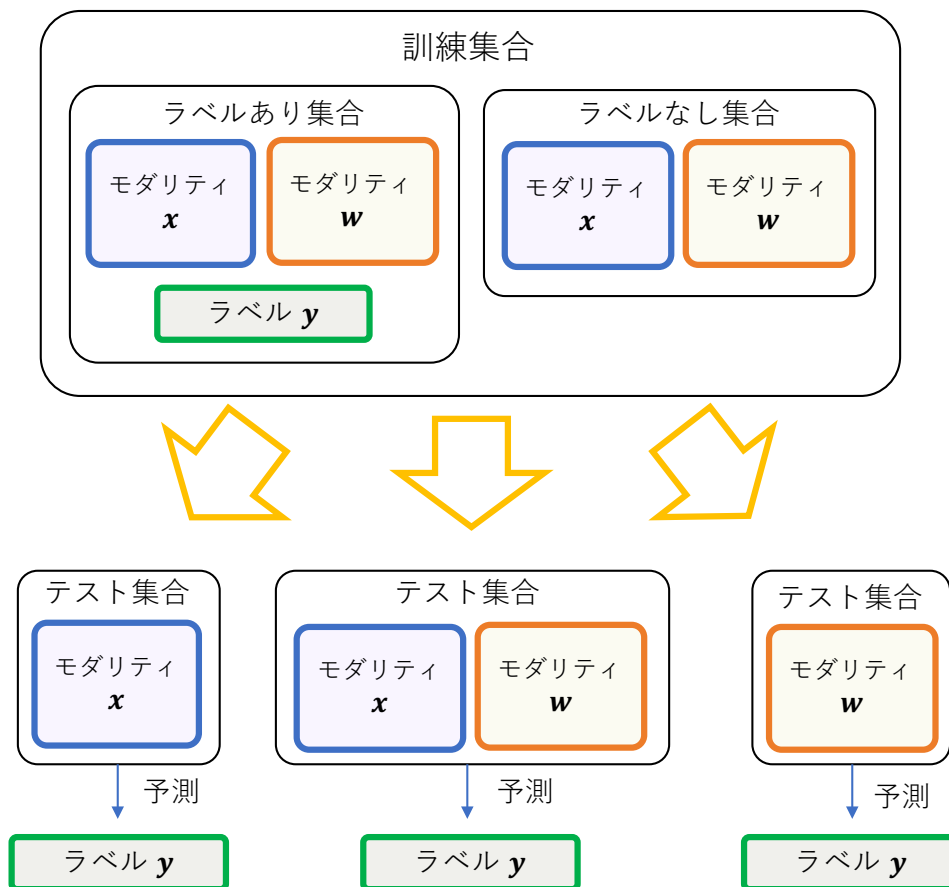 訓練集合
ラベルあり集合
モダリティ
x
モダリティ
w
ラベル y
ラベルなし集合
モダリティ
x
モダリティ
w
テスト集合
モダリティ
x
予測
ラベル y
テスト集合
モダリティ
x
モダリティ
w
予測
ラベル y
テスト集合
モダリティ
w
予測
ラベル y